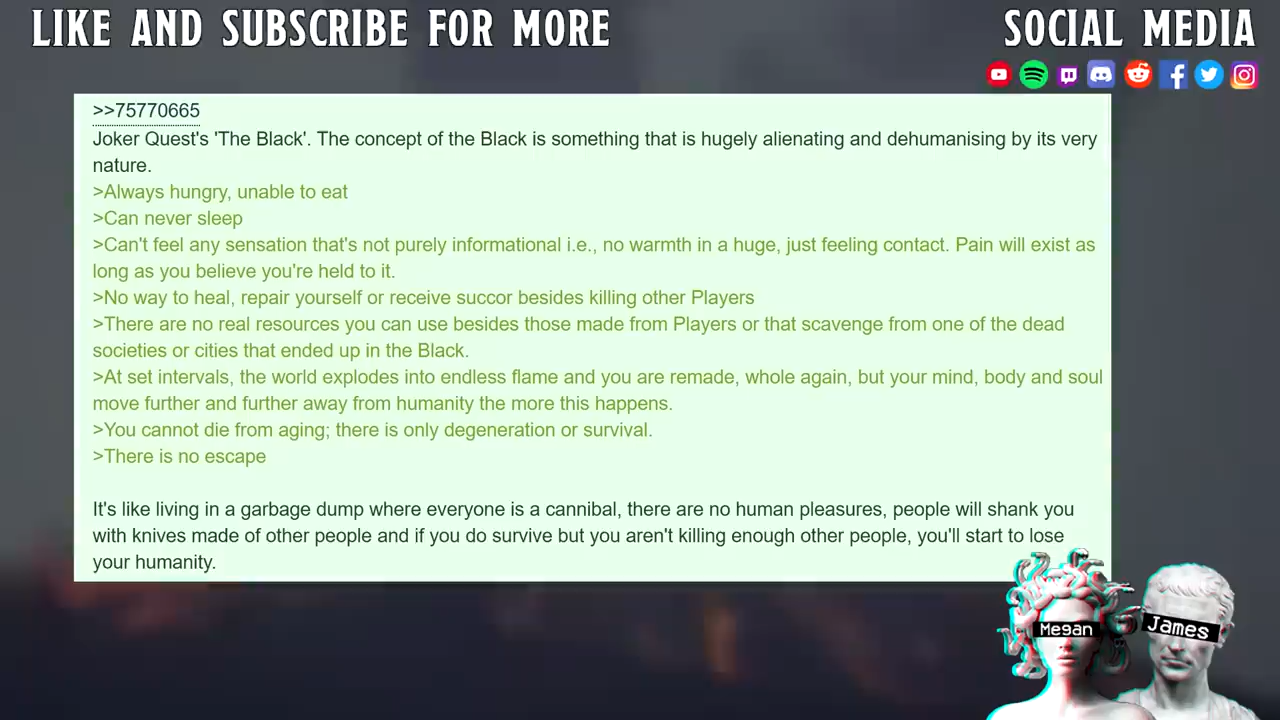 LIKE AND SUBSCRIBE FOR MORE
SOCIAL MEDIA
>>75770665
Joker Quest's 'The Black'. The concept of the Black is something that is hugely alienating and dehumanising by its very
nature.
>Always hungry, unable to eat
>Can never sleep
>Can't feel any sensation that's not purely informational i.e., no warmth in a huge, just feeling contact. Pain will exist as
long as you believe you're held to it.
>No way to heal, repair yourself or receive succor besides killing other Players
>There are no real resources you can use besides those made from Players or that scavenge from one of the dead
societies or cities that ended up in the Black.
>At set intervals, the world explodes into endless flame and you are remade, whole again, but your mind, body and soul
move further and further away from humanity the more this happens.
>You cannot die from aging; there is only degeneration or survival.
>There is no escape
It's like living in a garbage dump where everyone is a cannibal, there are no human pleasures, people will shank you
with knives made of other people and if you do survive but you aren't killing enough other people, you'll start to lose
your humanity.
Megan
James